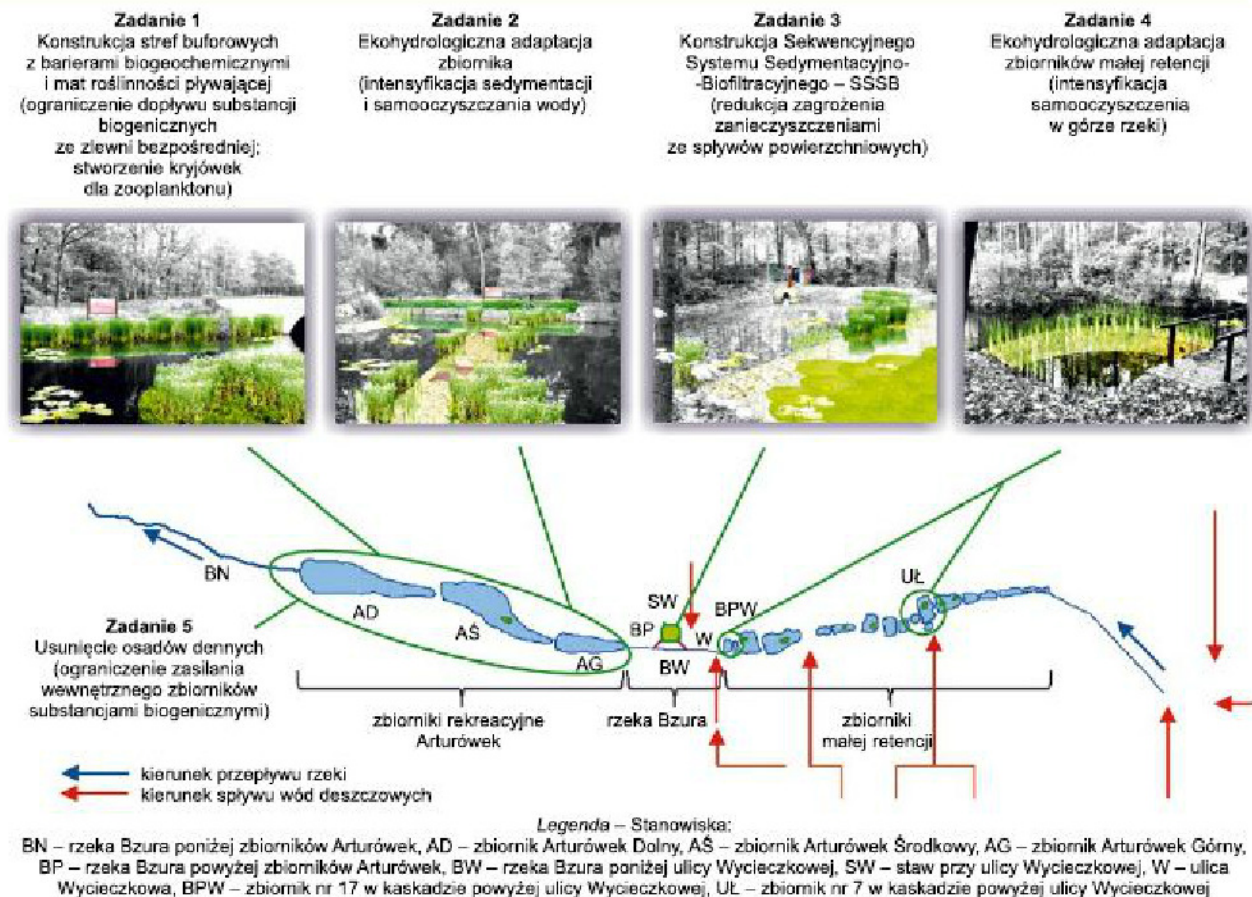 Zadanie 1
Konstrukcja stref buforowych
z barierami biogeochemicznymi
i mat roślinności pływającej
(ograniczenie dopływu substancji
biogenicznych
ze zlewni bezpośredniej;
stworzenie kryjówek
dla zooplanktonu)
Zadanie 2
Ekohydrologiczna adaptacja
zbiornika
(intensyfikacja sedymentacji
i samooczyszczania wody)
Zadanie 3
Konstrukcja Sekwencyjnego
Systemu Sedymentacyjno-
-Biofiltracyjnego – SSSB
(redukcja zagrożenia
zanieczyszczeniami
ze spływów powierzchniowych)
Zadanie 4
Ekohydrologiczna adaptacja
zbiorników małej retencji
(intensyfikacja
samooczyszczenia
w górze rzeki)
BN
AD
AŚ
AG
SW
BP
W
BW
BPW
UŁ
Zadanie 5
Usunięcie osadów dennych
(ograniczenie zasilania
wewnętrznego zbiorników
substancjami biogenicznymi)
zbiorniki rekreacyjne
Arturówek
rzeka Bzura
zbiorniki
małej retencji
kierunek przepływu rzeki
kierunek spływu wód deszczowych
Legenda – Stanowiska:
BN – rzeka Bzura poniżej zbiorników Arturówek, AD – zbiornik Arturówek Dolny, AŚ – zbiornik Arturówek Środkowy, AG – zbiornik Arturówek Górny,
BP – rzeka Bzura powyżej zbiorników Arturówek, BW – rzeka Bzura poniżej ulicy Wycieczkowej, SW – staw przy ulicy Wycieczkowej, W – ulica
Wycieczkowa, BPW – zbiornik nr 17 w kaskadzie powyżej ulicy Wycieczkowej, UŁ – zbiornik nr 7 w kaskadzie powyżej ulicy Wycieczkowej